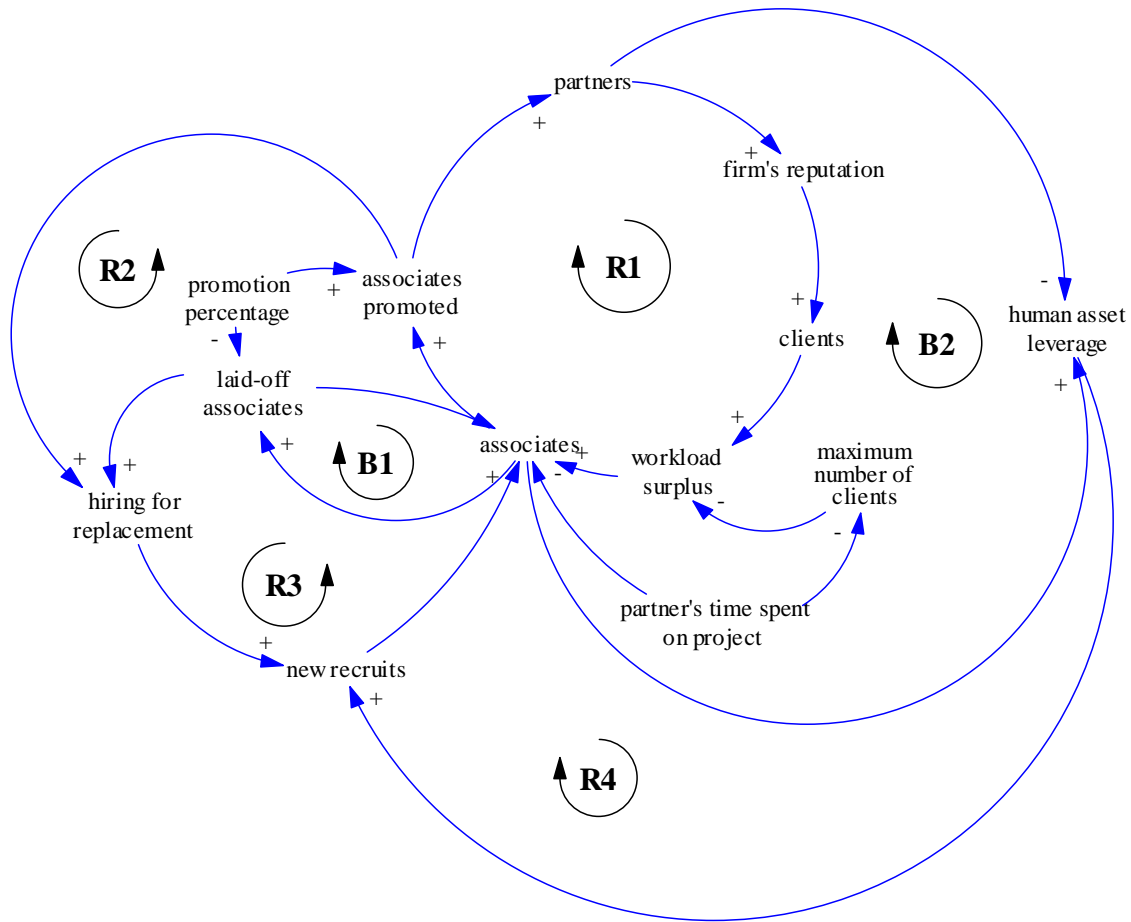 partners
+
+
firm's reputation
R2
R1
associates
promoted
promotion
percentage
+
-
+
human asset
leverage
-
clients
B2
+
laid-off
associates
+
+
+
B1
+
associates
+
-
+
workload
surplus
maximum
number of
clients
+
+
hiring for
replacement
-
-
R3
partner's time spent
on project
+
new recruits
+
R4